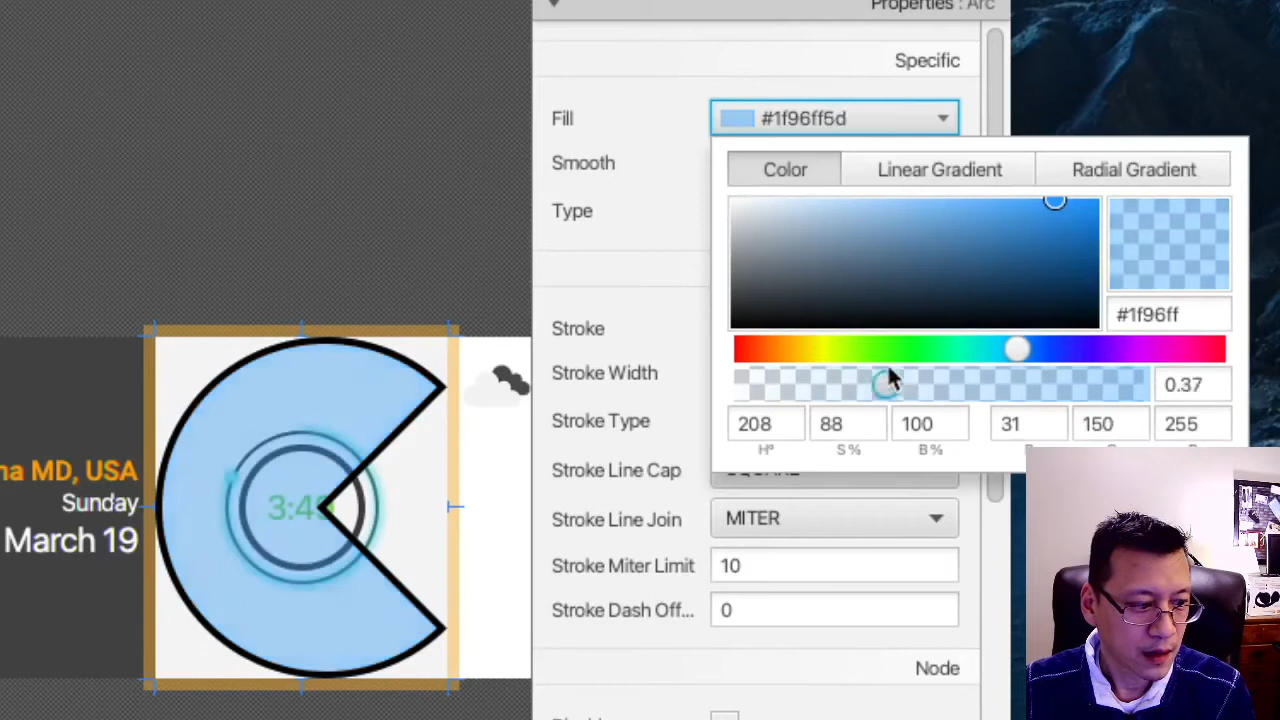 Properties : Arc
Specific
Fill
#1f96ff5d
Smooth
Color
Linear Gradient
Radial Gradient
Type
#1f96ff
Stroke
Stroke Width
0.37
Stroke Type
208
88
100
31
150
255
H°
S %
B %
Stroke Line Cap
Stroke Line Join
MITER
Stroke Miter Limit
10
Stroke Dash Off...
0
Node
MD, USA
Sunday
March 19